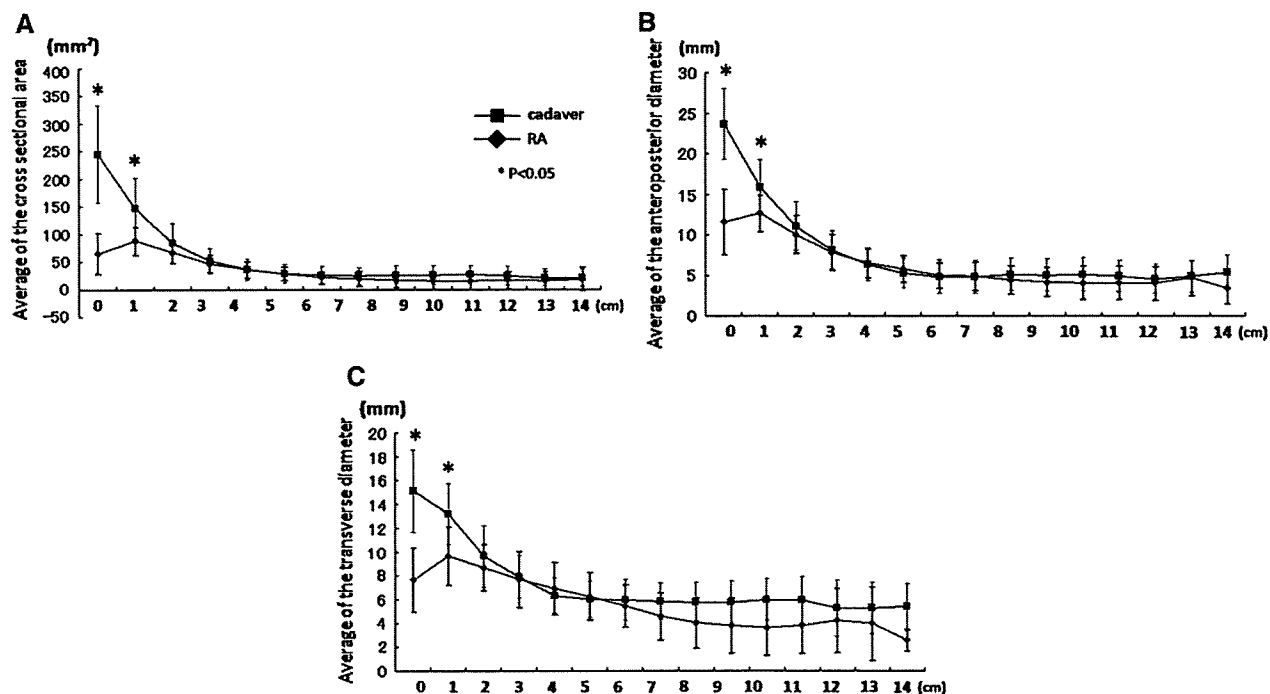 A
(mm²)
Average of the cross sectional area
400
350
300
250
200
150
100
50
0
-50
*
*
cadaver
RA
* P<0.05
0 1 2 3 4 5 6 7 8 9 10 11 12 13 14 (cm)
B
(mm)
Average of the anteroposterior diameter
30
25
20
15
10
5
0
*
*
0 1 2 3 4 5 6 7 8 9 10 11 12 13 14 (cm)
C
(mm)
Average of the transverse diameter
20
18
16
14
12
10
8
6
4
2
0
*
*
0 1 2 3 4 5 6 7 8 9 10 11 12 13 14 (cm)